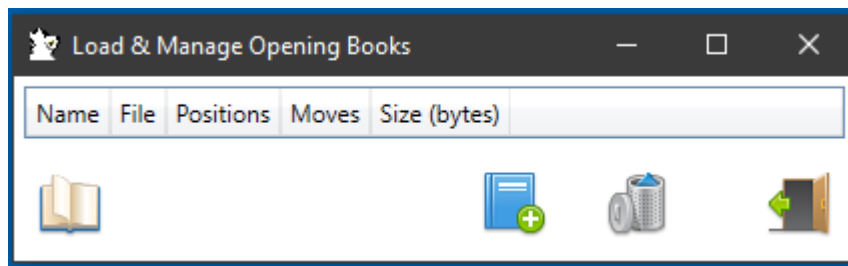 Load & Manage Opening Books
Name File Positions Moves Size (bytes)